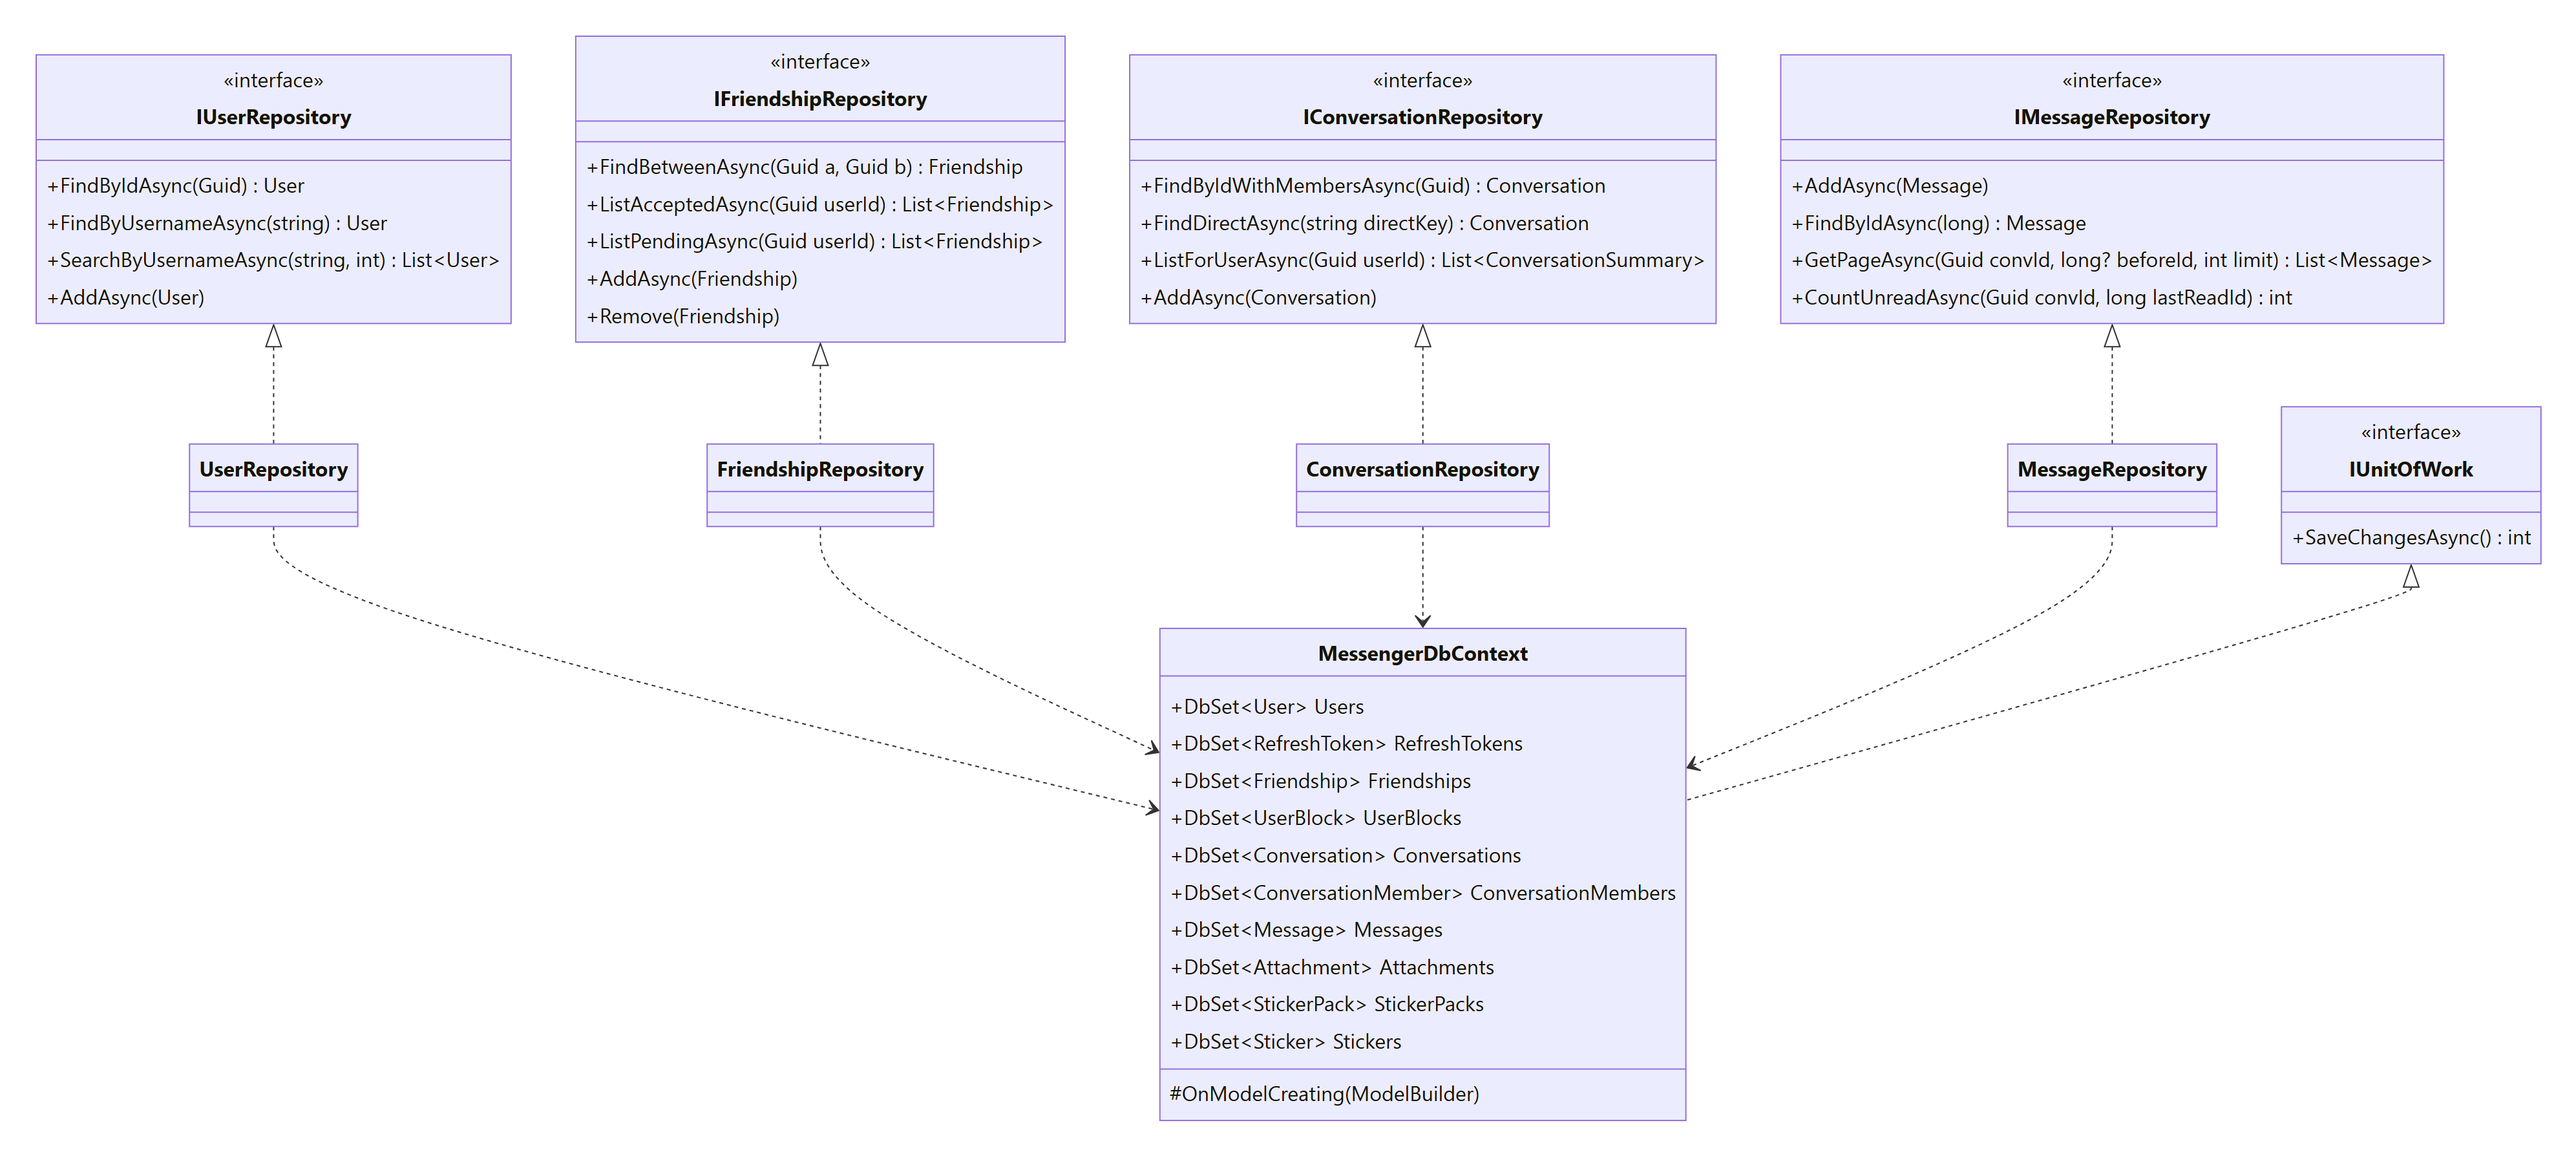 «interface»
IUserRepository
+FindByIdAsync(Guid) : User
+FindByUsernameAsync(string) : User
+SearchByUsernameAsync(string, int) : List<User>
+AddAsync(User)
«interface»
IFriendshipRepository
+FindBetweenAsync(Guid a, Guid b) : Friendship
+ListAcceptedAsync(Guid userId) : List<Friendship>
+ListPendingAsync(Guid userId) : List<Friendship>
+AddAsync(Friendship)
+Remove(Friendship)
«interface»
IConversationRepository
+FindByIdWithMembersAsync(Guid) : Conversation
+FindDirectAsync(string directKey) : Conversation
+ListForUserAsync(Guid userId) : List<ConversationSummary>
+AddAsync(Conversation)
«interface»
IMessageRepository
+AddAsync(Message)
+FindByIdAsync(long) : Message
+GetPageAsync(Guid convId, long? beforeId, int limit) : List<Message>
+CountUnreadAsync(Guid convId, long lastReadId) : int
UserRepository
FriendshipRepository
ConversationRepository
MessageRepository
«interface»
IUnitOfWork
+SaveChangesAsync() : int
MessengerDbContext
+DbSet<User> Users
+DbSet<RefreshToken> RefreshTokens
+DbSet<Friendship> Friendships
+DbSet<UserBlock> UserBlocks
+DbSet<Conversation> Conversations
+DbSet<ConversationMember> ConversationMembers
+DbSet<Message> Messages
+DbSet<Attachment> Attachments
+DbSet<StickerPack> StickerPacks
+DbSet<Sticker> Stickers
#OnModelCreating(ModelBuilder)